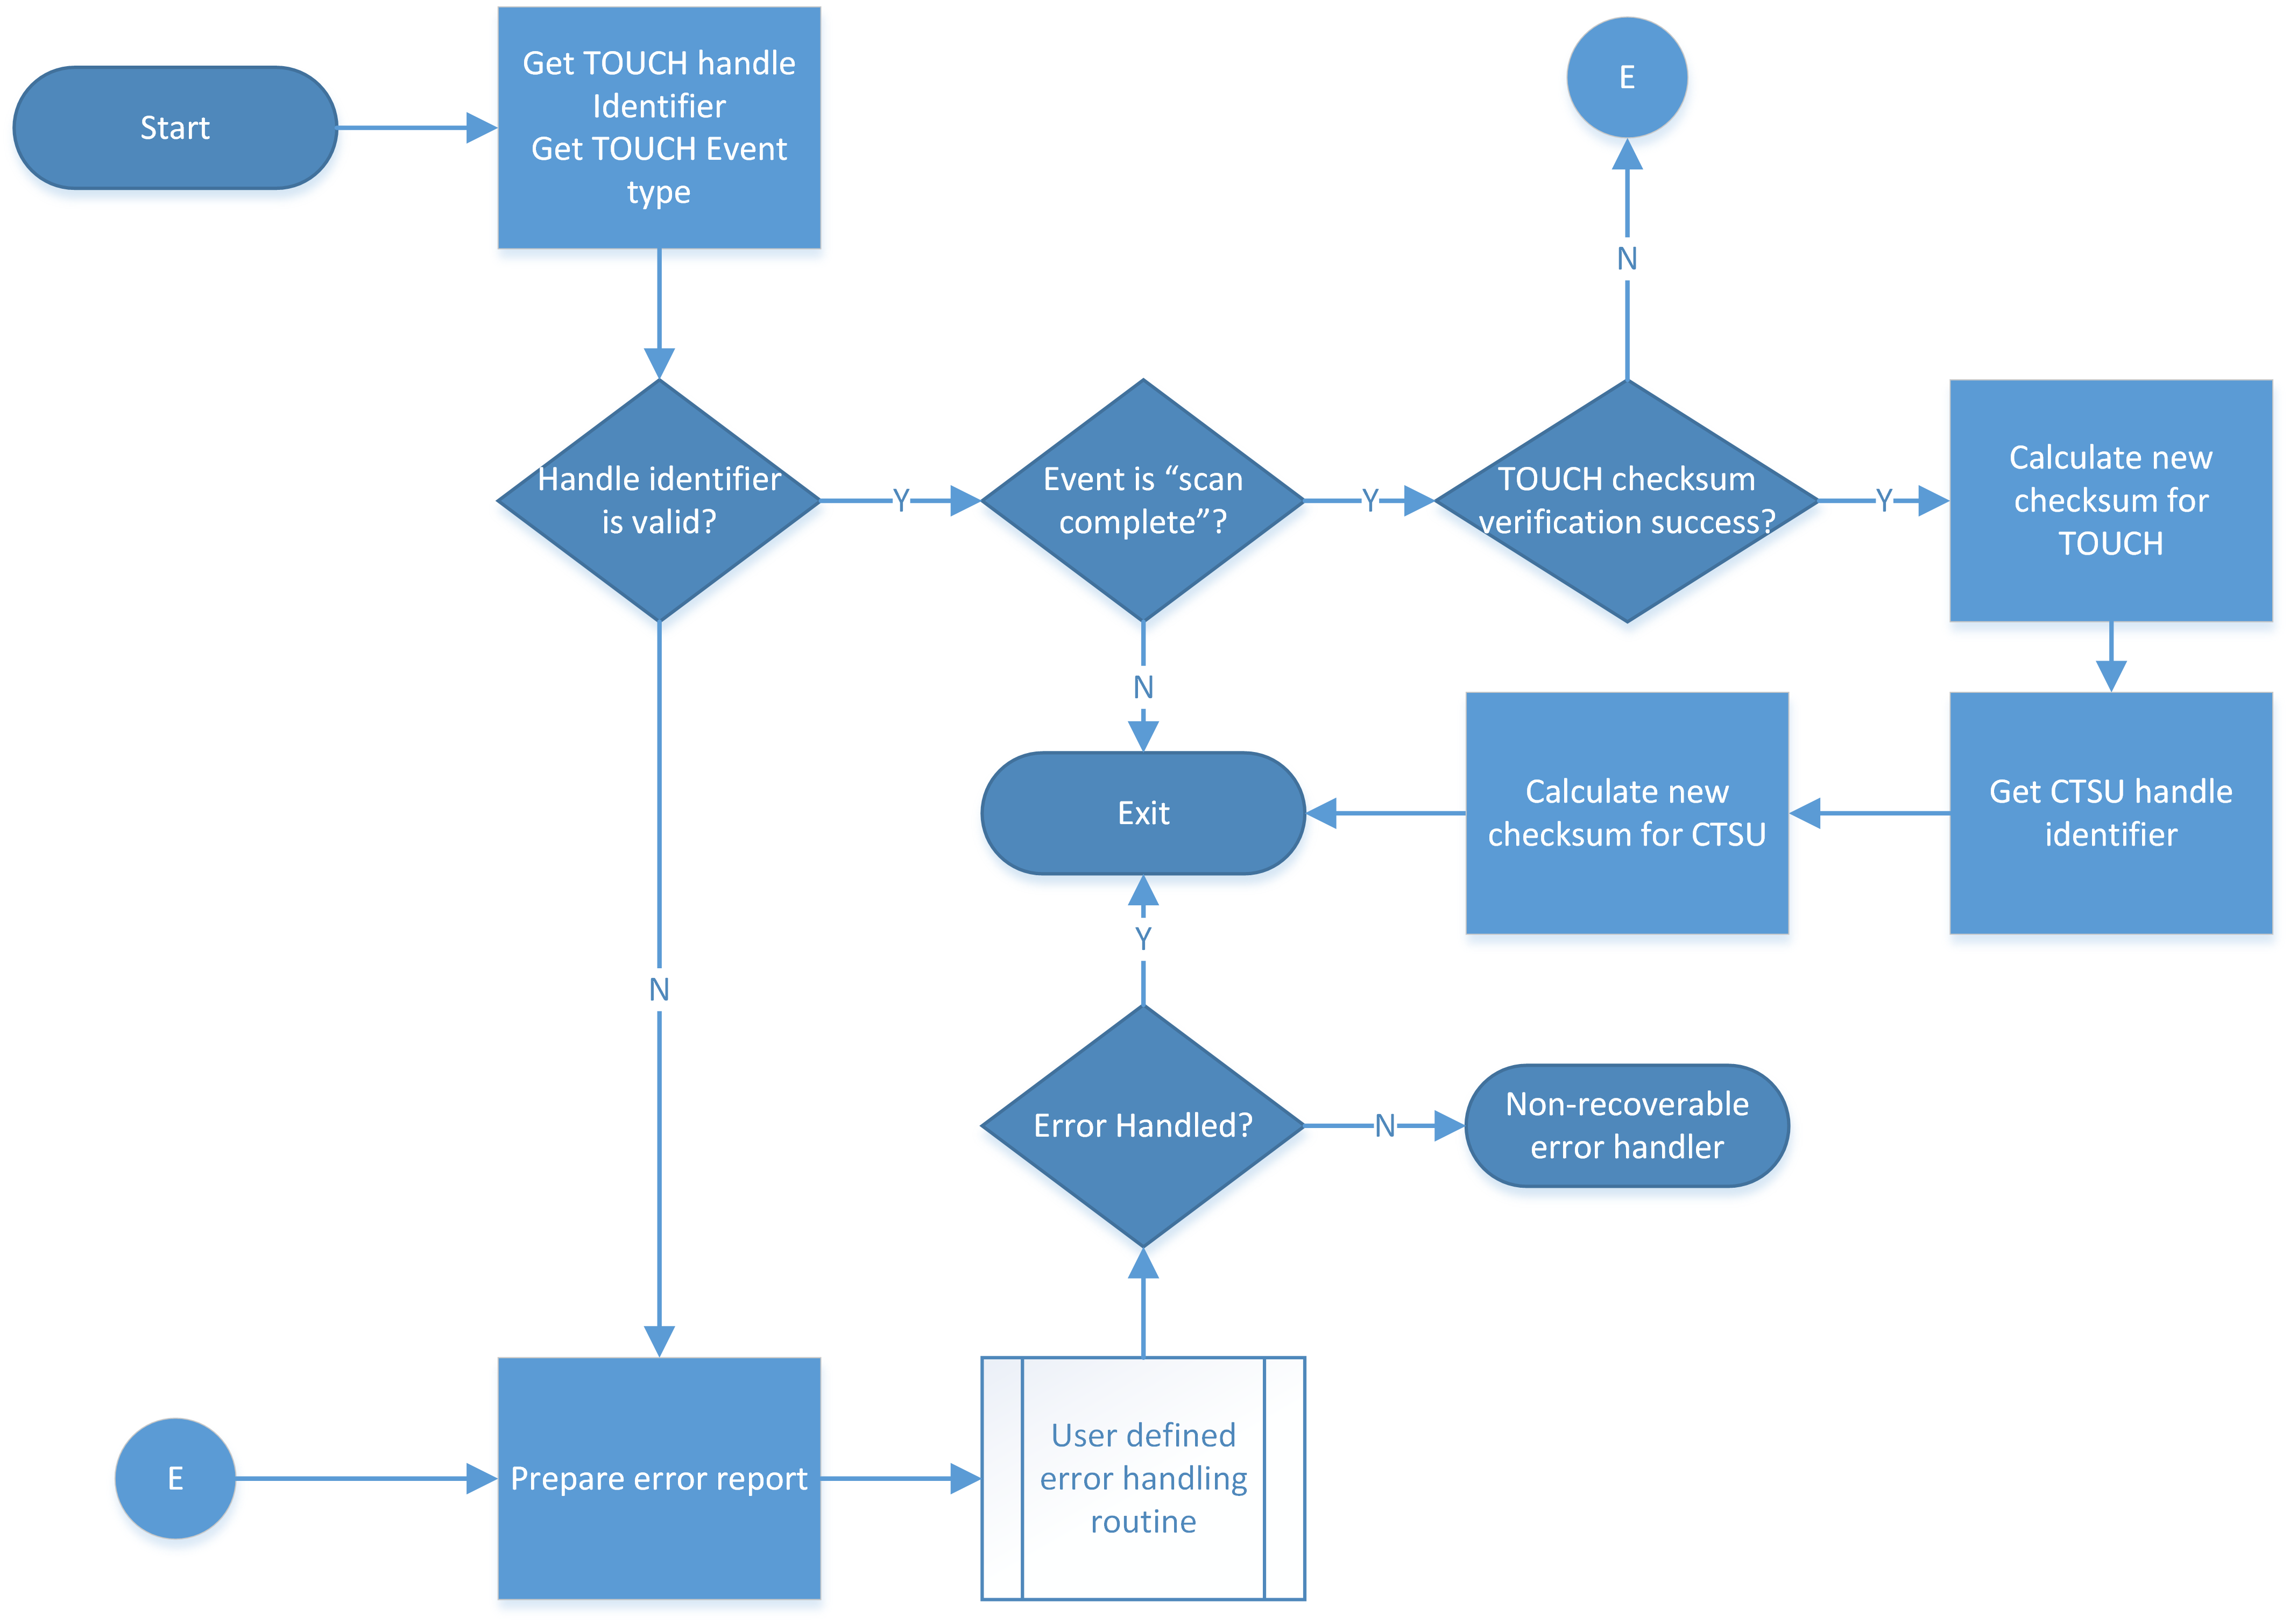 Start
Get TOUCH handle
Identifier
Get TOUCH Event
type
E
N
Handle identifier
is valid?
Y
Event is “scan
complete”?
Y
TOUCH checksum
verification success?
Y
Calculate new
checksum for
TOUCH
N
Exit
Calculate new
checksum for CTSU
Get CTSU handle
identifier
Y
N
Error Handled?
N
Non-recoverable
error handler
E
Prepare error report
User defined
error handling
routine